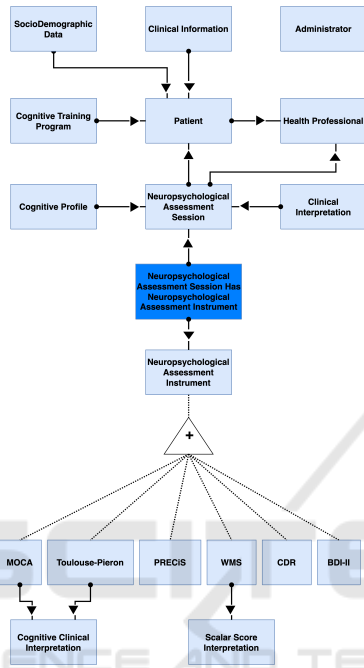 SocioDemographic
Data
Clinical Information
Administrator
Cognitive Training
Program
Patient
Health Professional
Cognitive Profile
Neuropsychological
Assessment
Session
Clinical
Interpretation
Neuropsychological
Assessment Session Has
Neuropsychological
Assessment Instrument
Neuropsychological
Assessment
Instrument
+
MOCA
Toulouse-Pieron
PRECiS
WMS
CDR
BDI-II
Cognitive Clinical
Interpretation
Scalar Score
Interpretation